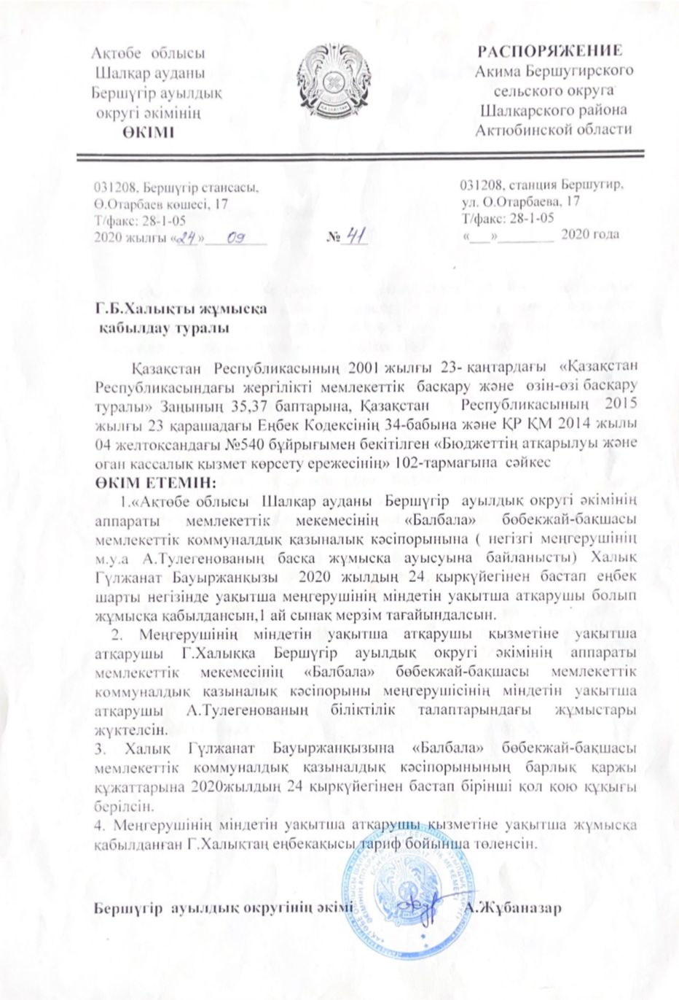 Ақтобе облысы
Шалқар ауданы
Бершүгір ауылдық
округі әкімінің
ӨКІМІ
ҚАЗАҚСТАН
РАСПОРЯЖЕНИЕ
Акима Бершугирского
сельского округа
Шалкарского района
Актюбинской области
031208, Бершүгір стансасы,
Ө.Отарбаев көшесі, 17
Т/факс: 28-1-05
2020 жылғы «24» 09
№ 41
031208, станция Бершугир,
ул. О.Отарбаева, 17
Т/факс: 28-1-05
«___»________ 2020 года
Г.Б.Халықты жұмысқа
қабылдау туралы
Қазақстан Республикасының 2001 жылғы 23- қаңтардағы «Қазақстан
Республикасындағы жергілікті мемлекеттік басқару және өзін-өзі басқару
туралы» Заңының 35,37 баптарына, Қазақстан Республикасының 2015
жылғы 23 қарашадағы Еңбек Кодексінің 34-бабына және ҚР ҚМ 2014 жылы
04 желтоқсандағы №540 бұйрығымен бекітілген «Бюджеттің атқарылуы және
оған кассалық қызмет көрсету ережесінің» 102-тармағына сәйкес
ӨКІМ ЕТЕМІН:
1.«Ақтөбе облысы Шалқар ауданы Бершүгір ауылдық округі әкімінің
аппараты мемлекеттік мекемесінің «Балбала» бөбекжай-бақшасы
мемлекеттік коммуналдық қазыналық кәсіпорынына ( негізгі меңгерушінің
м.у.а А.Тулегенованың басқа жұмысқа ауысуына байланысты) Халық
Гүлжанат Бауыржанқызы 2020 жылдың 24 қыркүйегінен бастап еңбек
шарты негізінде уақытша меңгерушінің міндетін уақытша атқарушы болып
жұмысқа қабылдансын,1 ай сынақ мерзім тағайындалсын.
2. Меңгерушінің міндетін уақытша атқарушы қызметіне уақытша
атқарушы Г.Халыққа Бершүгір ауылдық округі әкімінің аппараты
мемлекеттік мекемесінің «Балбала» бөбекжай-бақшасы мемлекеттік
коммуналдық қазыналық кәсіпорыны меңгерушісінің міндетін уақытша
атқарушы А.Тулегенованың біліктілік талаптарындағы жұмыстары
жүктелсін.
3. Халық Гүлжанат Бауыржанқызына «Балбала» бөбекжай-бақшасы
мемлекеттік коммуналдық қазыналдық кәсіпорынының барлық қаржы
құжаттарына 2020жылдың 24 қыркүйегінен бастап бірінші қол қою құқығы
берілсін.
4. Меңгерушінің міндетін уақытша атқарушы қызметіне уақытша жұмысқа
қабылданған Г.Халықтаң еңбекақысы тариф бойынша төленсін.
Бершүгір ауылдық округінің әкімі А.Жұбаназар